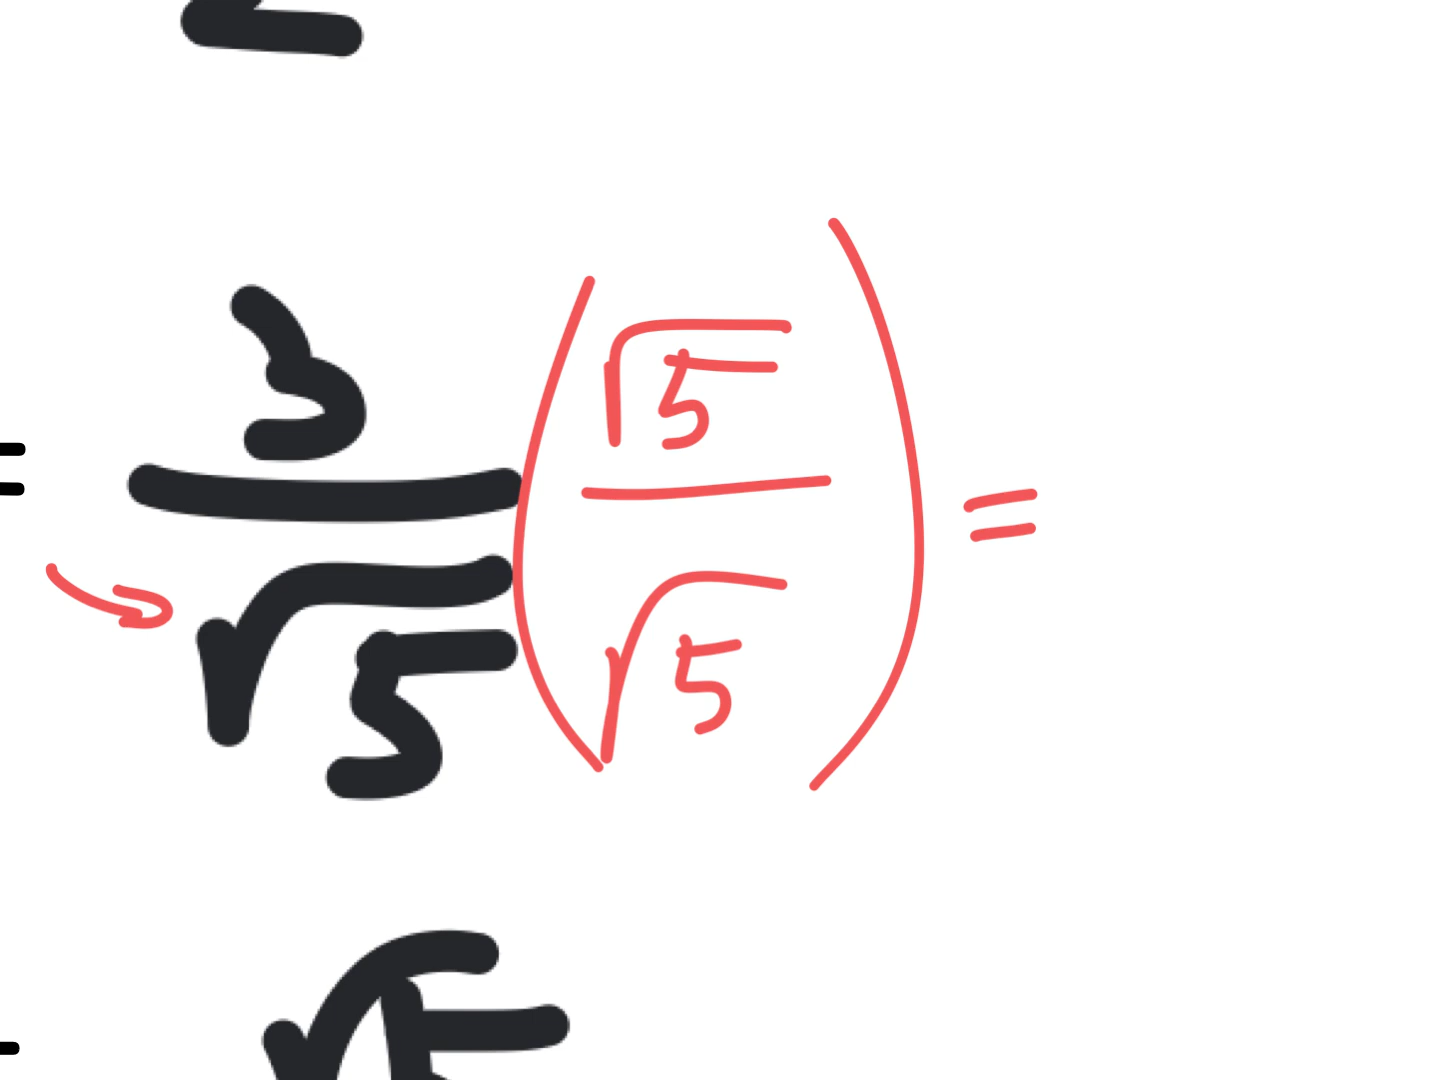 = 3/√5 (√5/√5) =